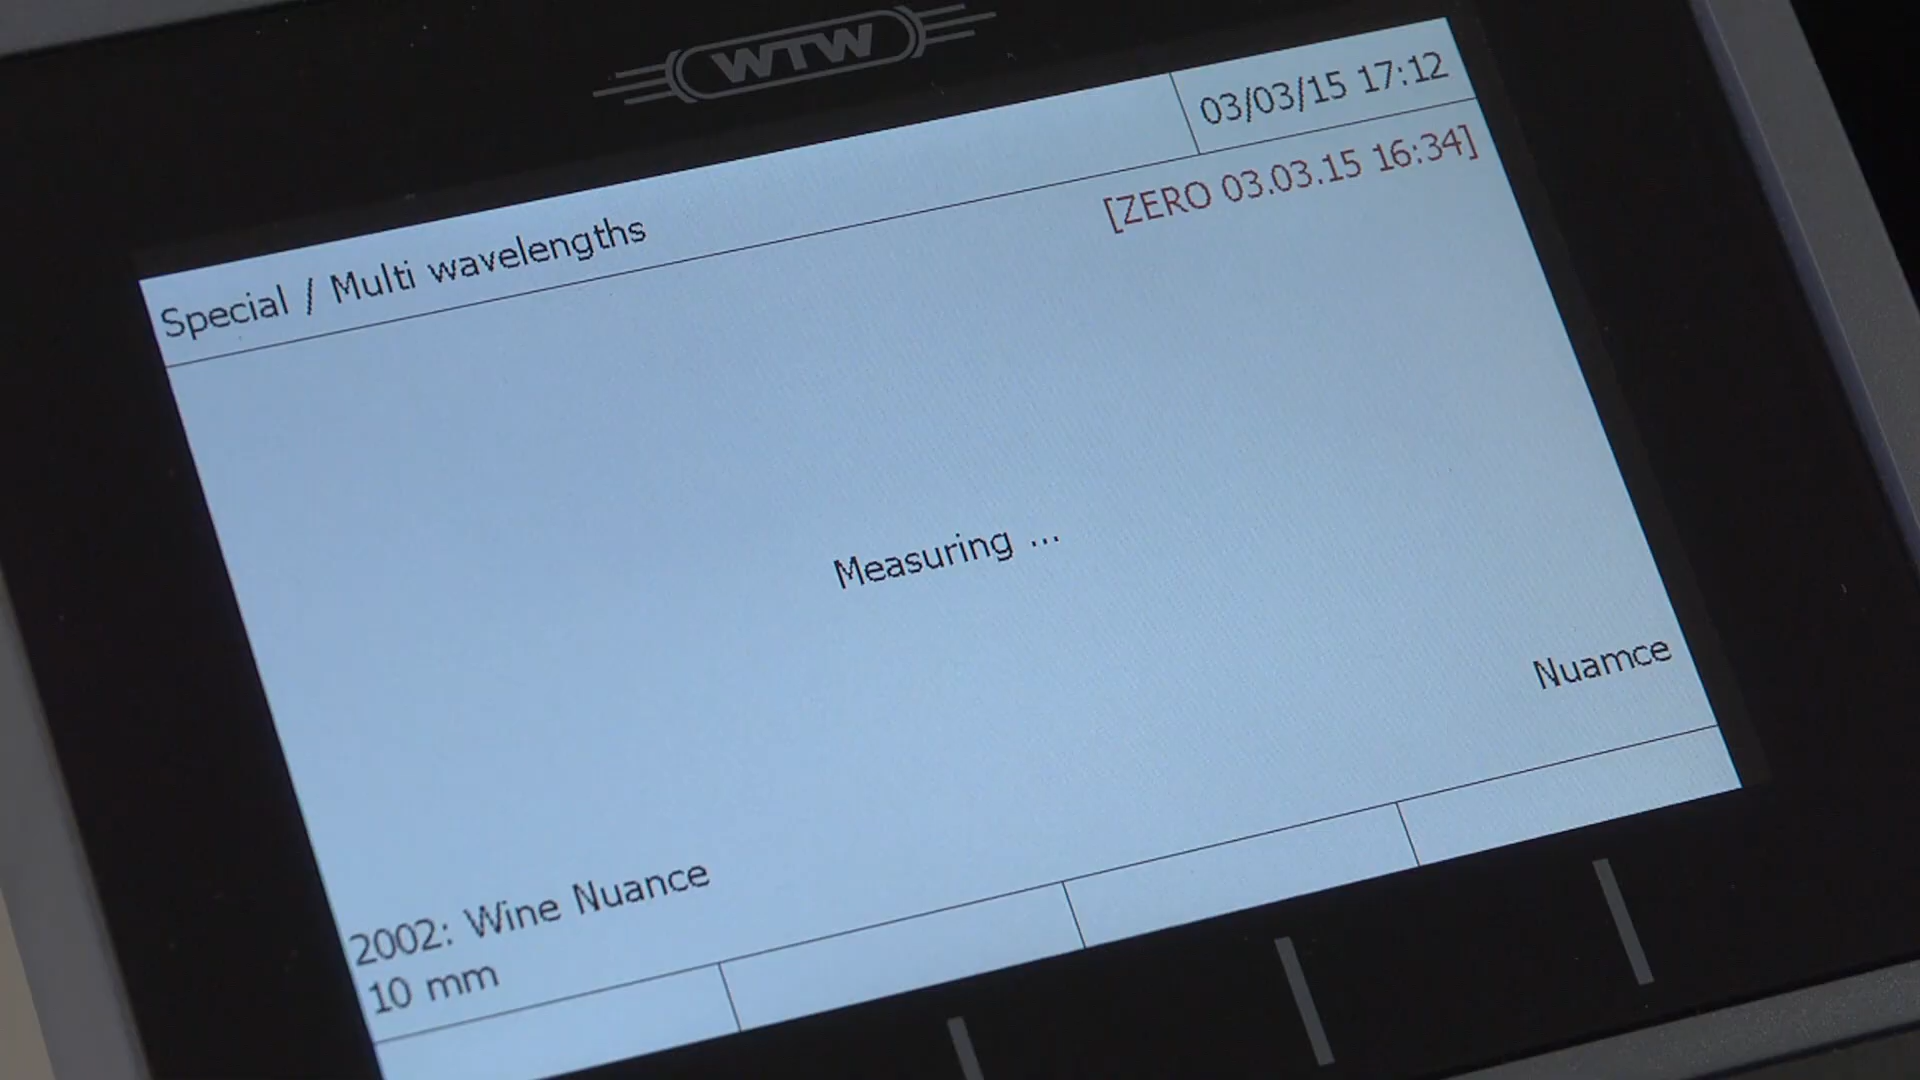 WTW
03/03/15 17:12
Special / Multi wavelengths
[ZERO 03.03.15 16:34]
Measuring ...
Nuamce
2002: Wine Nuance
10 mm